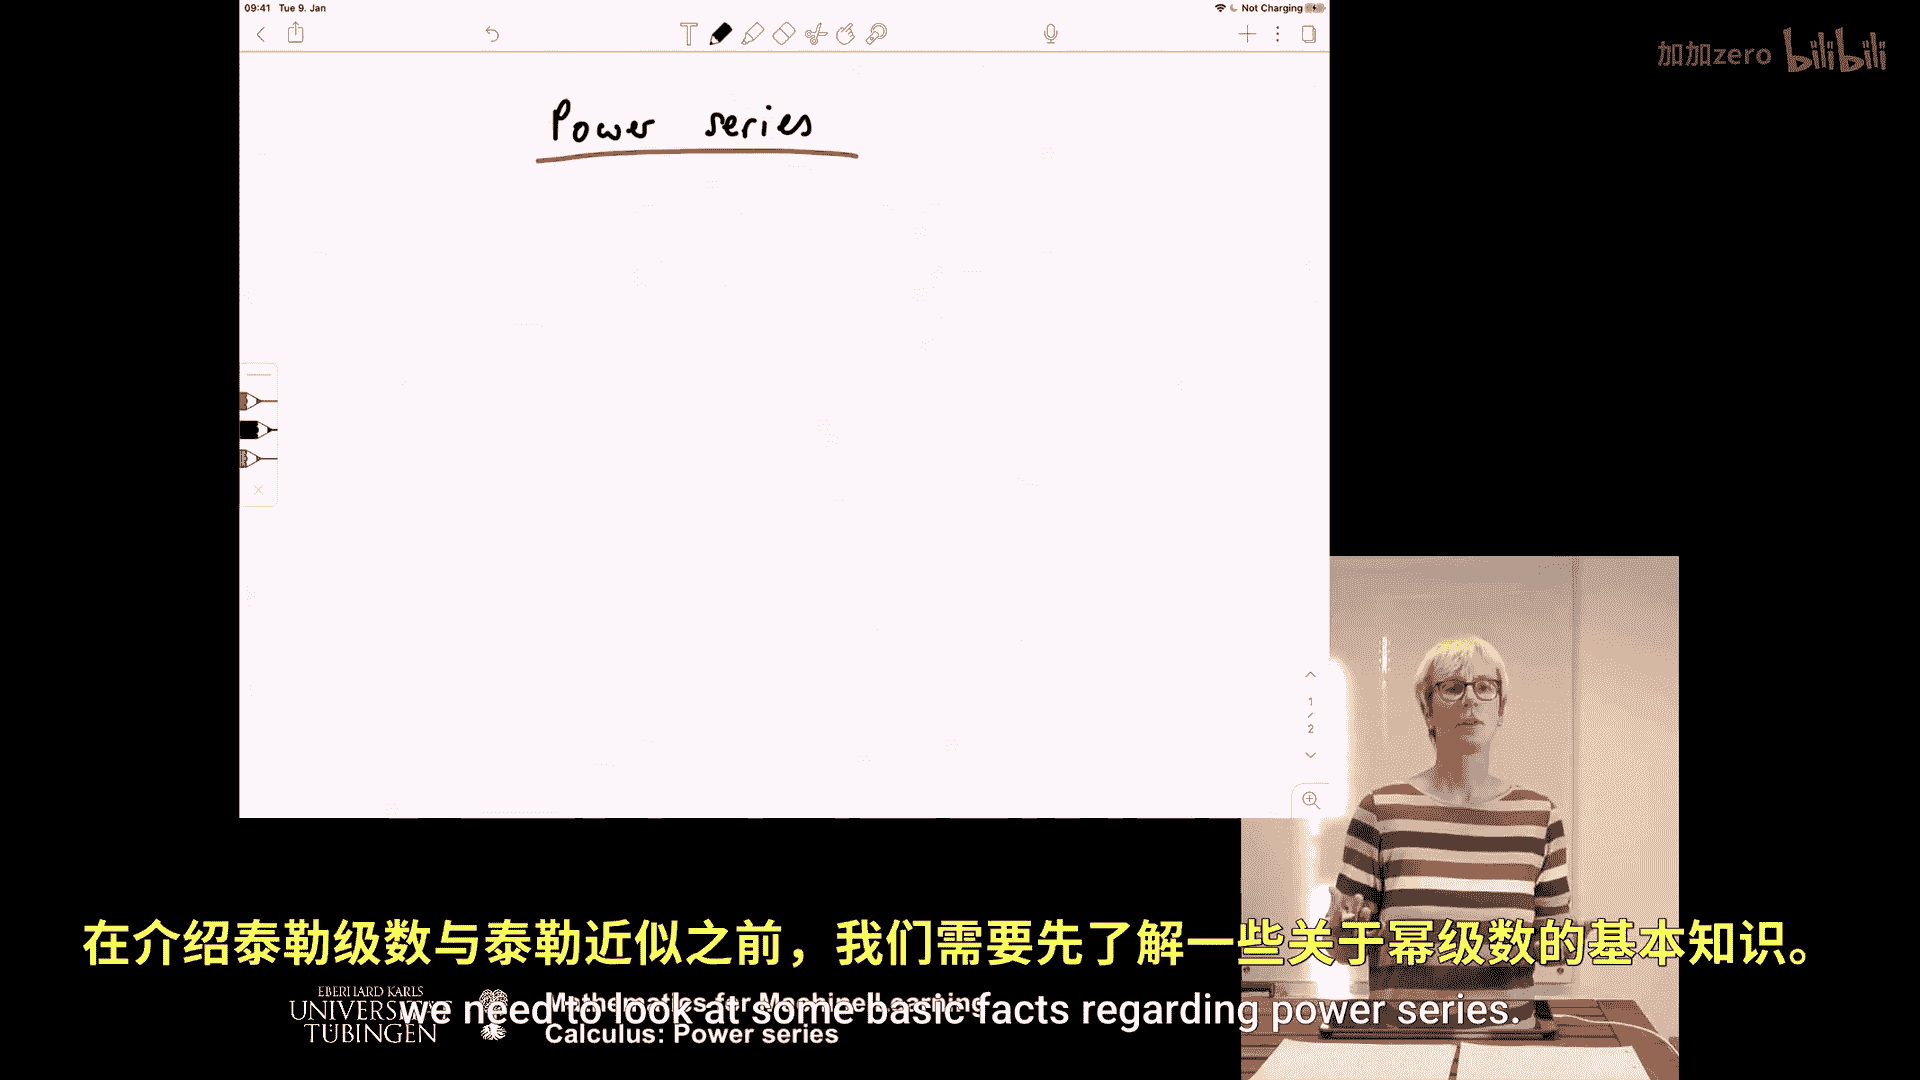 09:41 Tue 9. Jan
Not Charging
加加zero bilibili
Power series
1
/
2
在介绍泰勒级数与泰勒近似之前，我们需要先了解一些关于幂级数的基本知识。
EBERHARD KARLS
UNIVERSITÄT
TÜBINGEN
Mathematics for Machine Learning
we need to look at some basic facts regarding power series.
Calculus: Power series